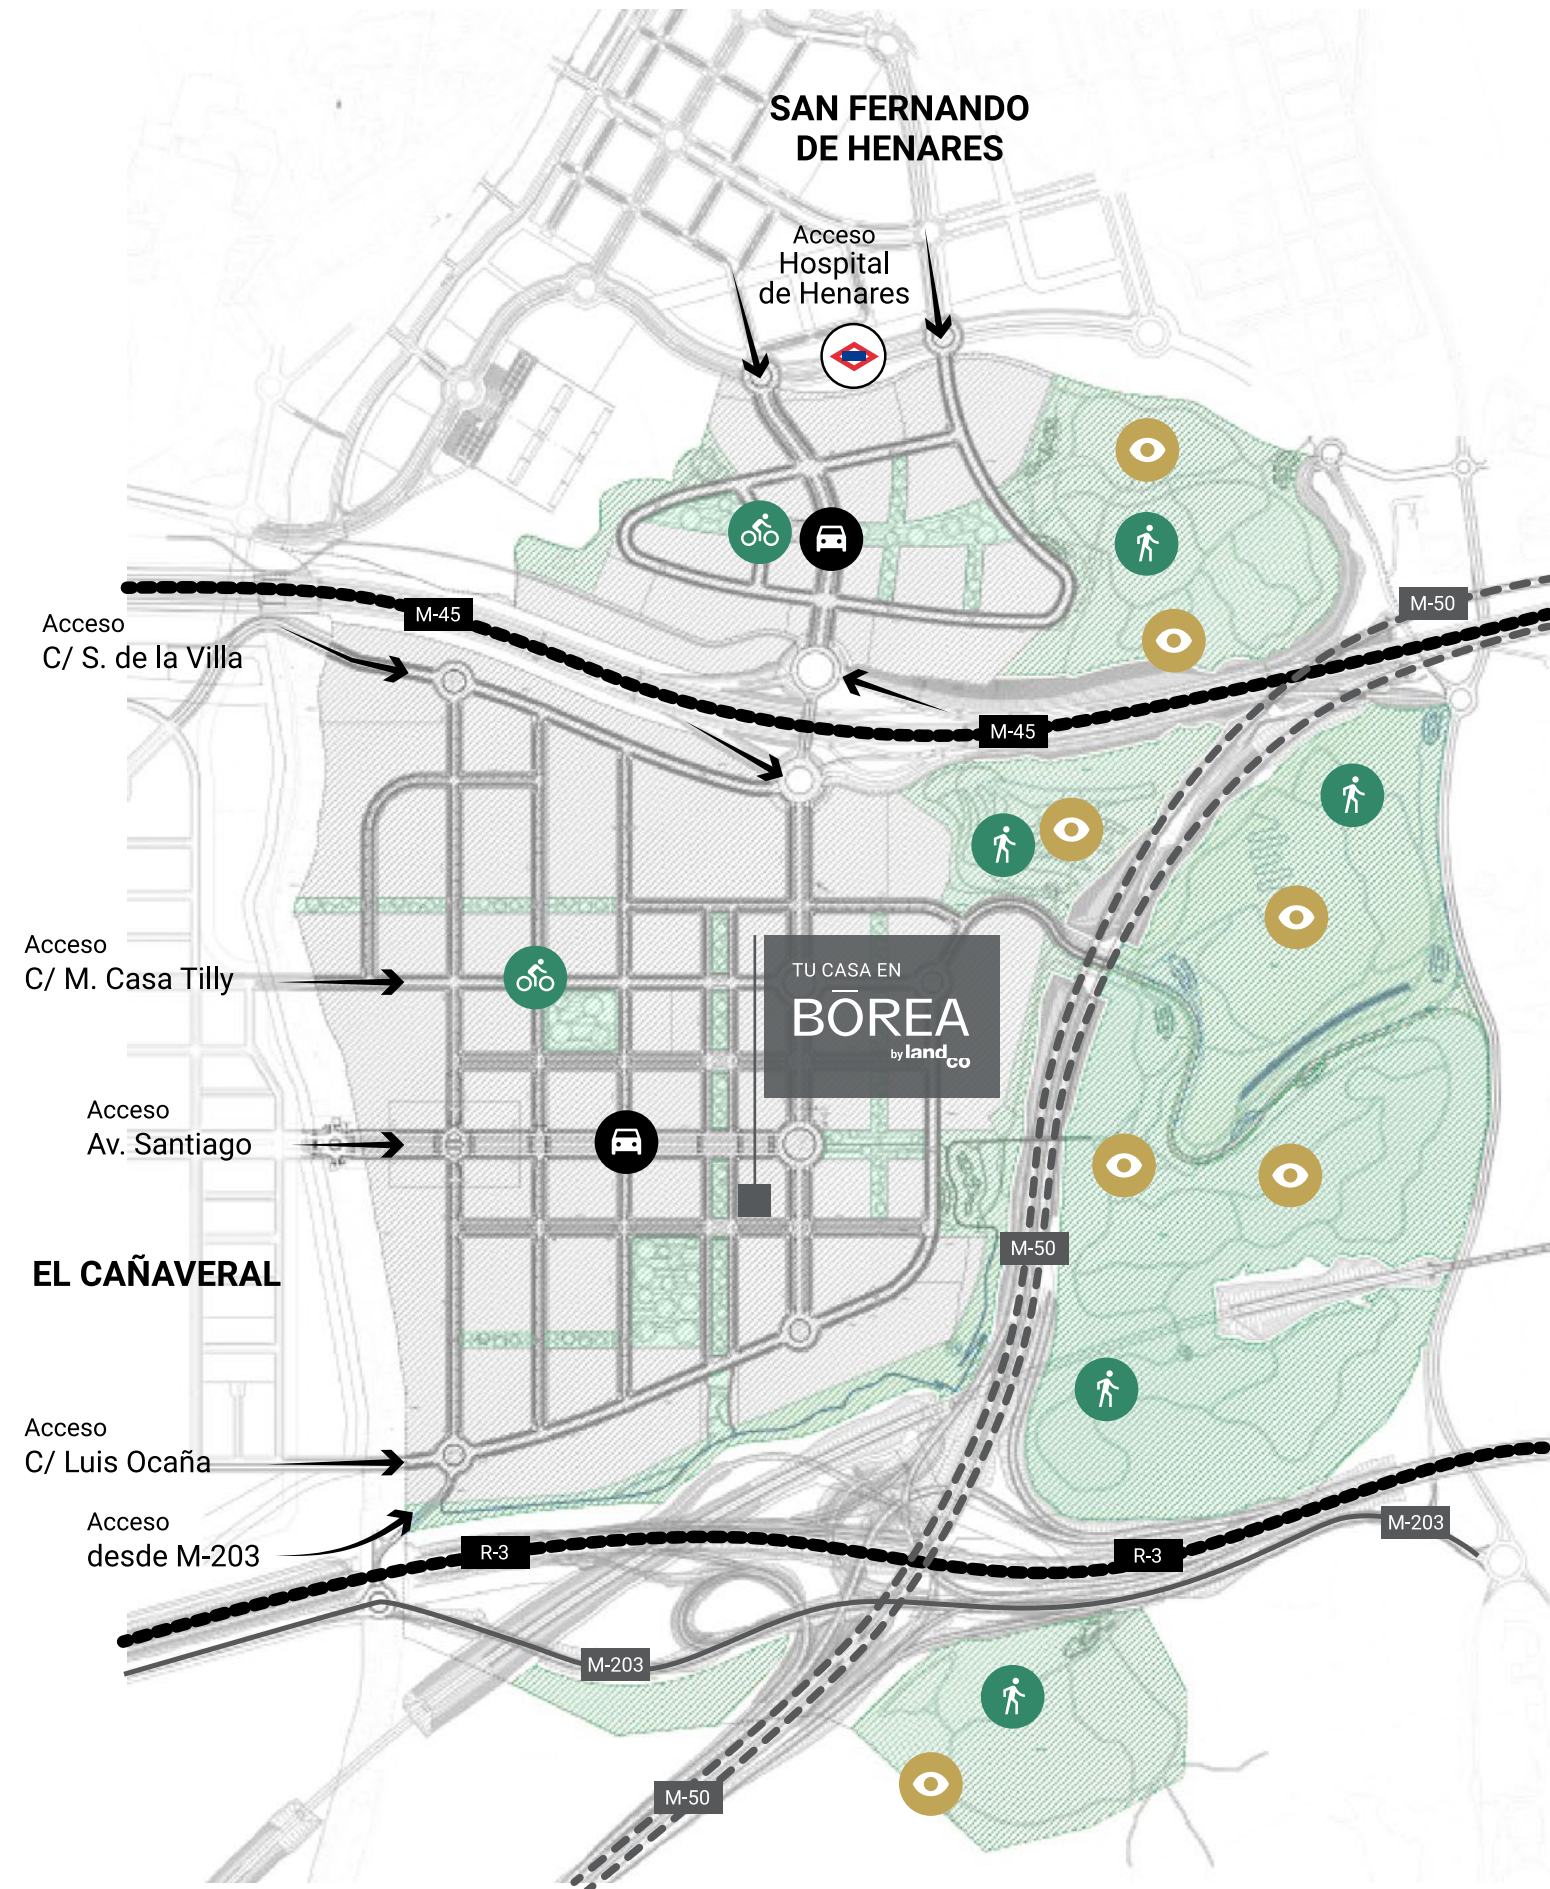 SAN FERNANDO
DE HENARES
Acceso
Hospital
de Henares
M-50
M-45
Acceso
C/ S. de la Villa
M-45
Acceso
C/ M. Casa Tilly
TU CASA EN
BŌREA
by landco
Acceso
Av. Santiago
M-50
EL CAÑAVERAL
Acceso
C/ Luis Ocaña
Acceso
desde M-203
M-203
R-3
R-3
M-203
M-50